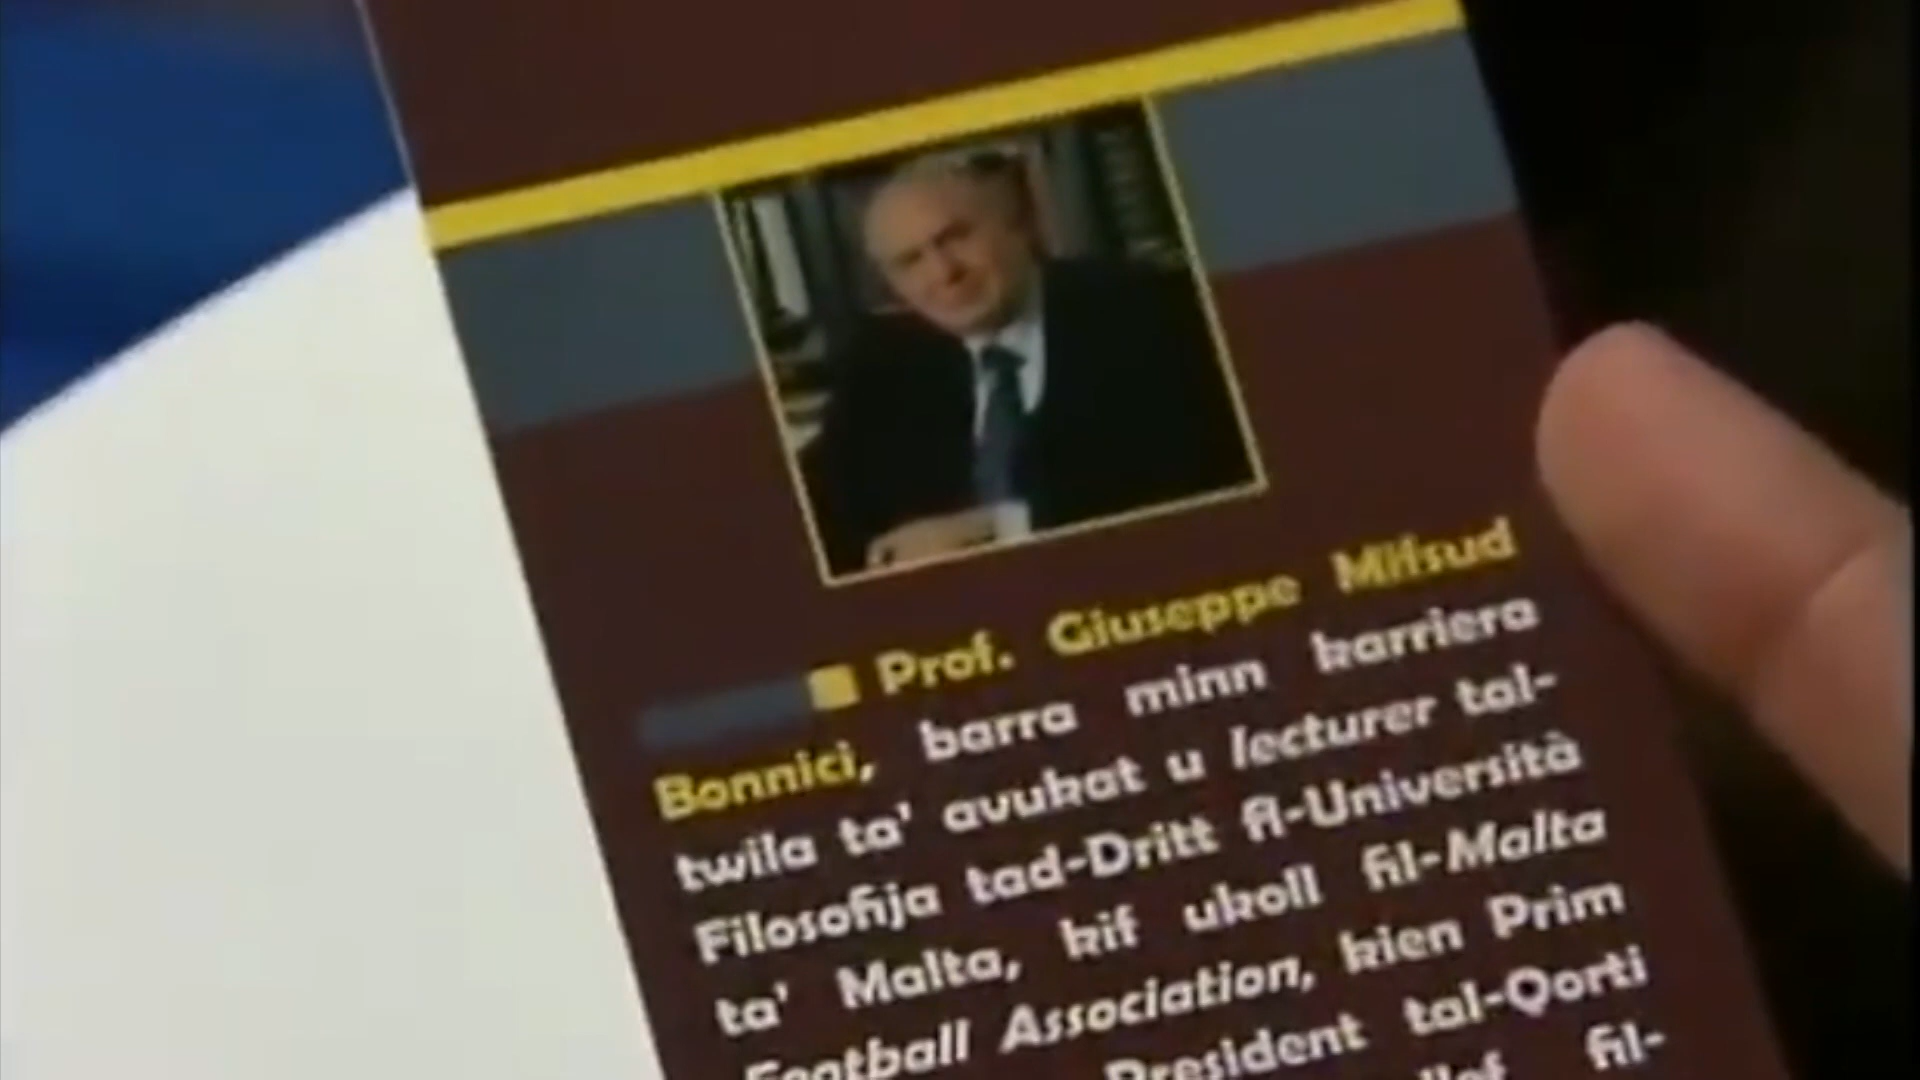 Prof. Giuseppe Mifsud
Bonnici, barra minn karriera
twila ta' avukat u lecturer tal-
Filosofija tad-Dritt fl-Università
ta' Malta, kif ukoll fil-Malta
Football Association, kien Prim
President tal-Qorti
fil-